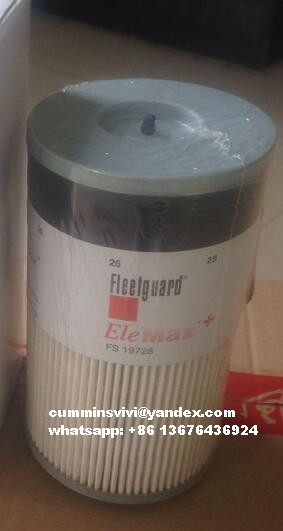 25 25
Fleetguard®
EleMax +
FS 19728
cumminsvivi@yandex.com
whatsapp: +86 13676436924